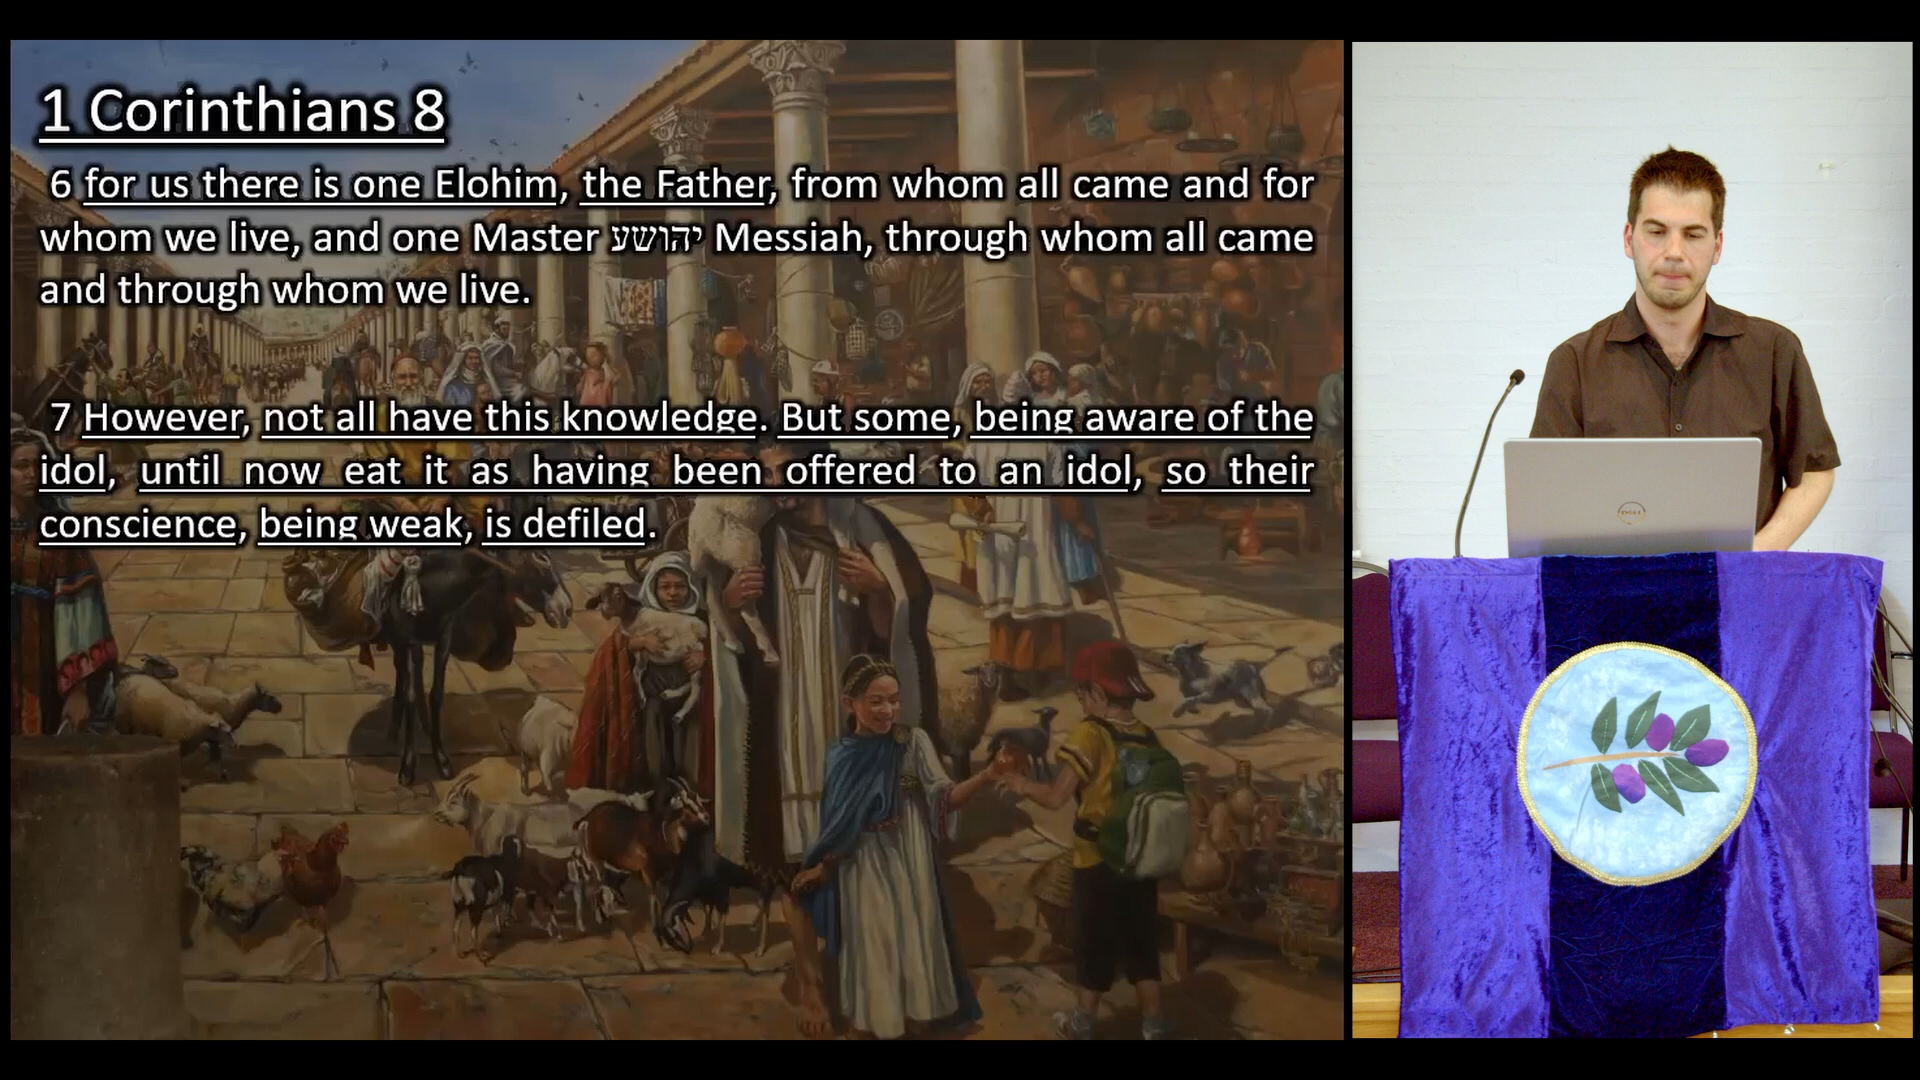 1 Corinthians 8
6 for us there is one Elohim, the Father, from whom all came and for
whom we live, and one Master יהושע Messiah, through whom all came
and through whom we live.
7 However, not all have this knowledge. But some, being aware of the
idol, until now eat it as having been offered to an idol, so their
conscience, being weak, is defiled.
DELL